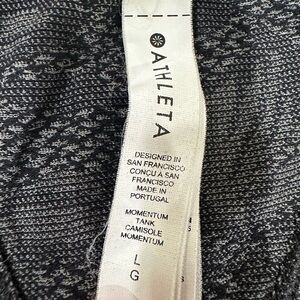 ATHLETA
DESIGNED IN
SAN FRANCISCO
CONÇU A SAN
FRANCISCO
MADE IN
PORTUGAL
MOMENTUM
TANK
CAMISOLE
MOMENTUM
L
G